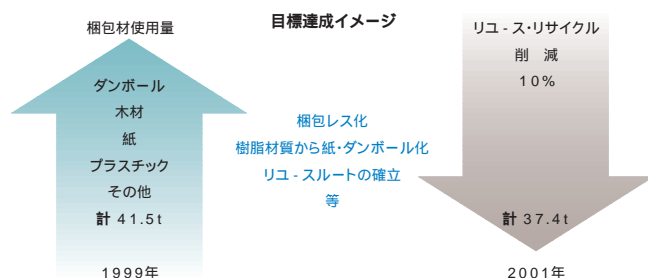 目標達成イメージ
梱包材使用量
ダンボール
木材
紙
プラスチック
その他
計 41.5t
1999年
梱包レス化
樹脂材質から紙・ダンボール化
リユ - スルートの確立
等
リユ - ス・リサイクル
削 減
10%
計 37.4t
2001年